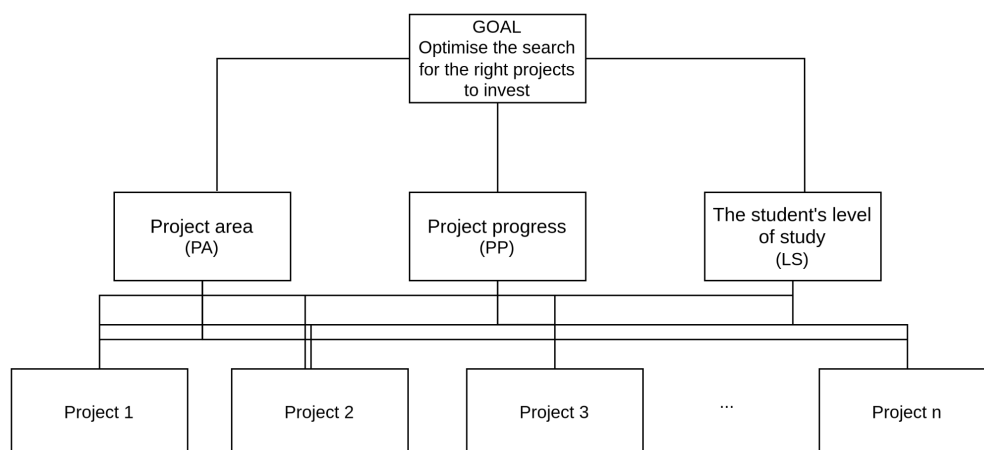 GOAL
Optimise the search
for the right projects
to invest
Project area
(PA)
Project progress
(PP)
The student's level
of study
(LS)
Project 1
Project 2
Project 3
...
Project n